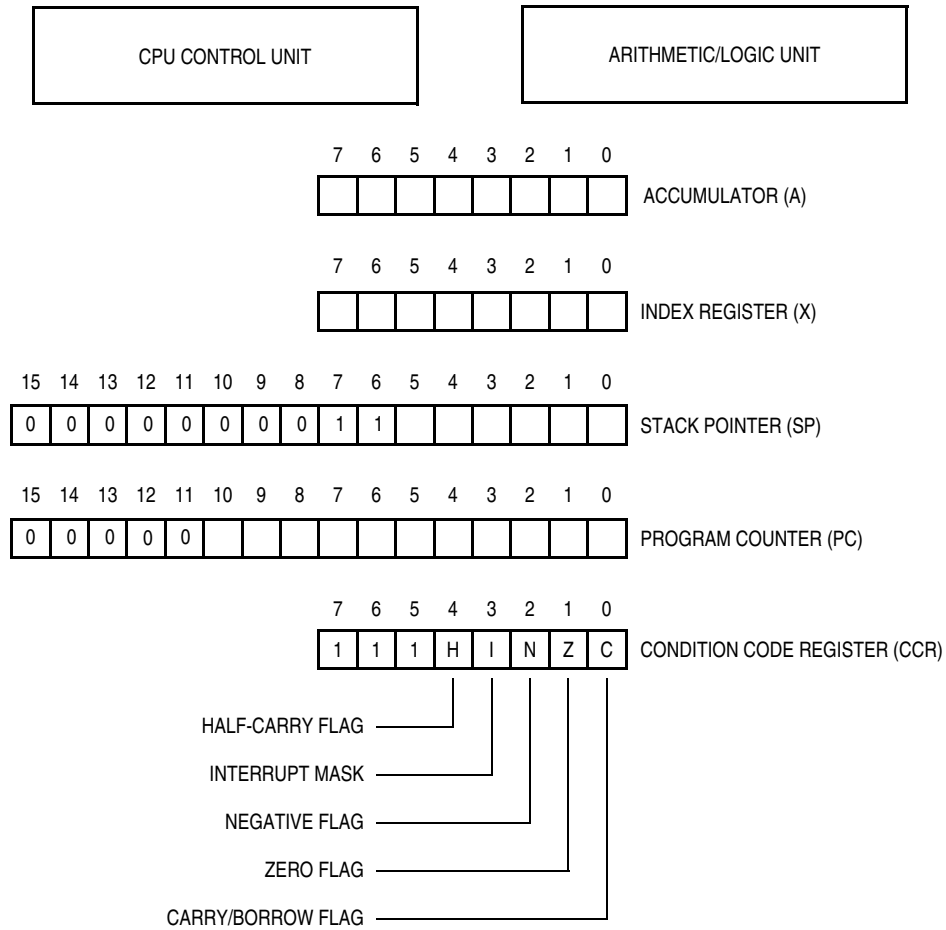 CPU CONTROL UNIT
ARITHMETIC/LOGIC UNIT
7 6 5 4 3 2 1 0
ACCUMULATOR (A)
7 6 5 4 3 2 1 0
INDEX REGISTER (X)
15 14 13 12 11 10 9 8 7 6 5 4 3 2 1 0
0 0 0 0 0 0 0 0 1 1 STACK POINTER (SP)
15 14 13 12 11 10 9 8 7 6 5 4 3 2 1 0
0 0 0 0 0 PROGRAM COUNTER (PC)
7 6 5 4 3 2 1 0
1 1 1 H I N Z C CONDITION CODE REGISTER (CCR)
HALF-CARRY FLAG
INTERRUPT MASK
NEGATIVE FLAG
ZERO FLAG
CARRY/BORROW FLAG